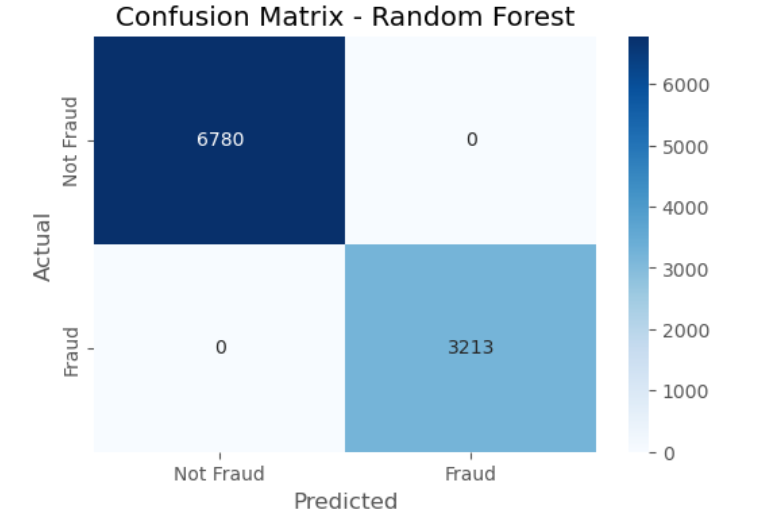 Confusion Matrix - Random Forest
Not Fraud
6780
0
Fraud
0
3213
Actual
Not Fraud
Fraud
Predicted
6000
5000
4000
3000
2000
1000
0